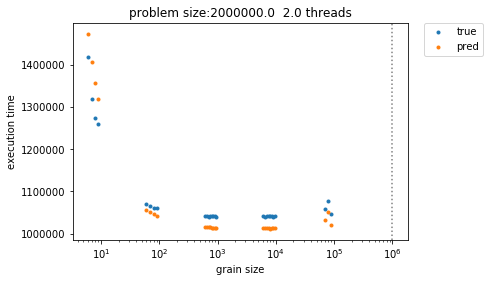 problem size:2000000.0  2.0 threads
true
pred
execution time
1400000
1300000
1200000
1100000
1000000
10¹
10²
10³
10⁴
10⁵
10⁶
grain size